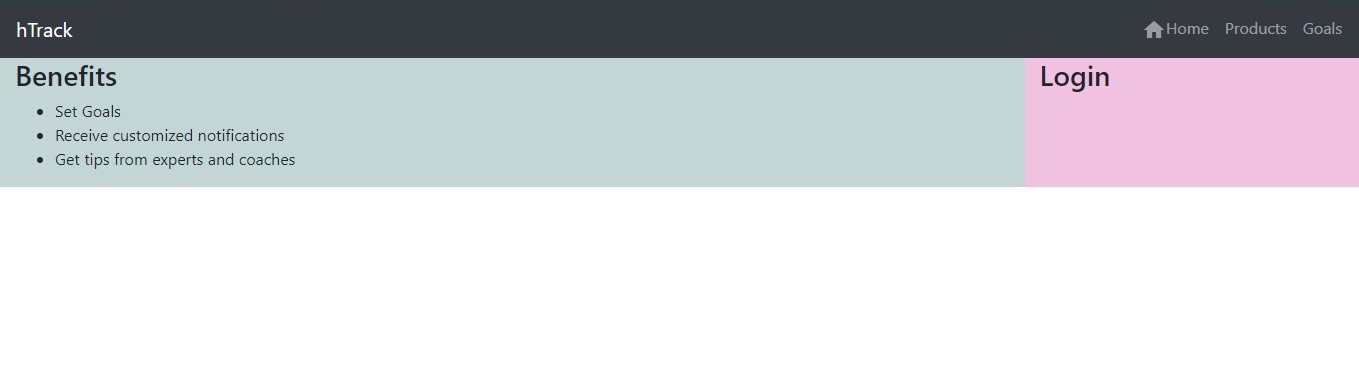 hTrack
Home Products Goals
Benefits
Set Goals
Receive customized notifications
Get tips from experts and coaches
Login